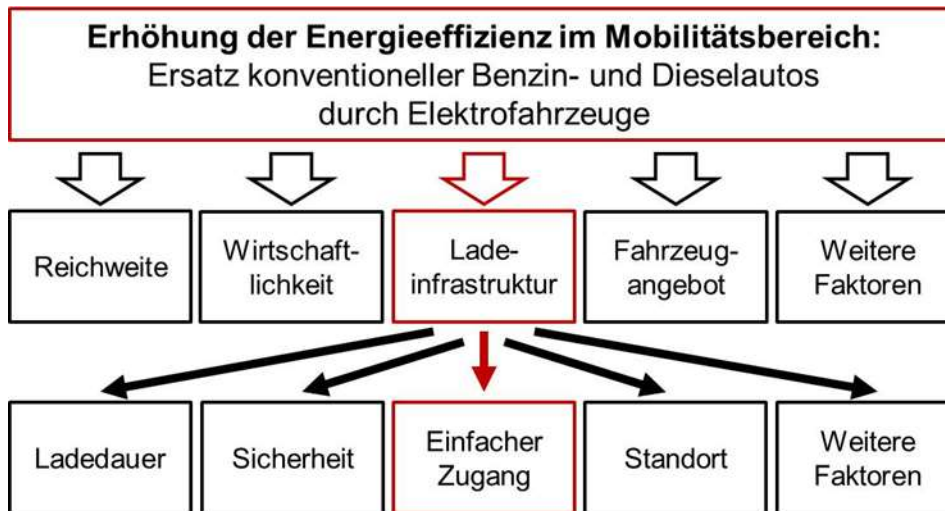 Erhöhung der Energieeffizienz im Mobilitätsbereich:
Ersatz konventioneller Benzin- und Dieselautos
durch Elektrofahrzeuge
Reichweite
Wirtschaft-
lichkeit
Lade-
infrastruktur
Fahrzeug-
angebot
Weitere
Faktoren
Ladedauer
Sicherheit
Einfacher
Zugang
Standort
Weitere
Faktoren